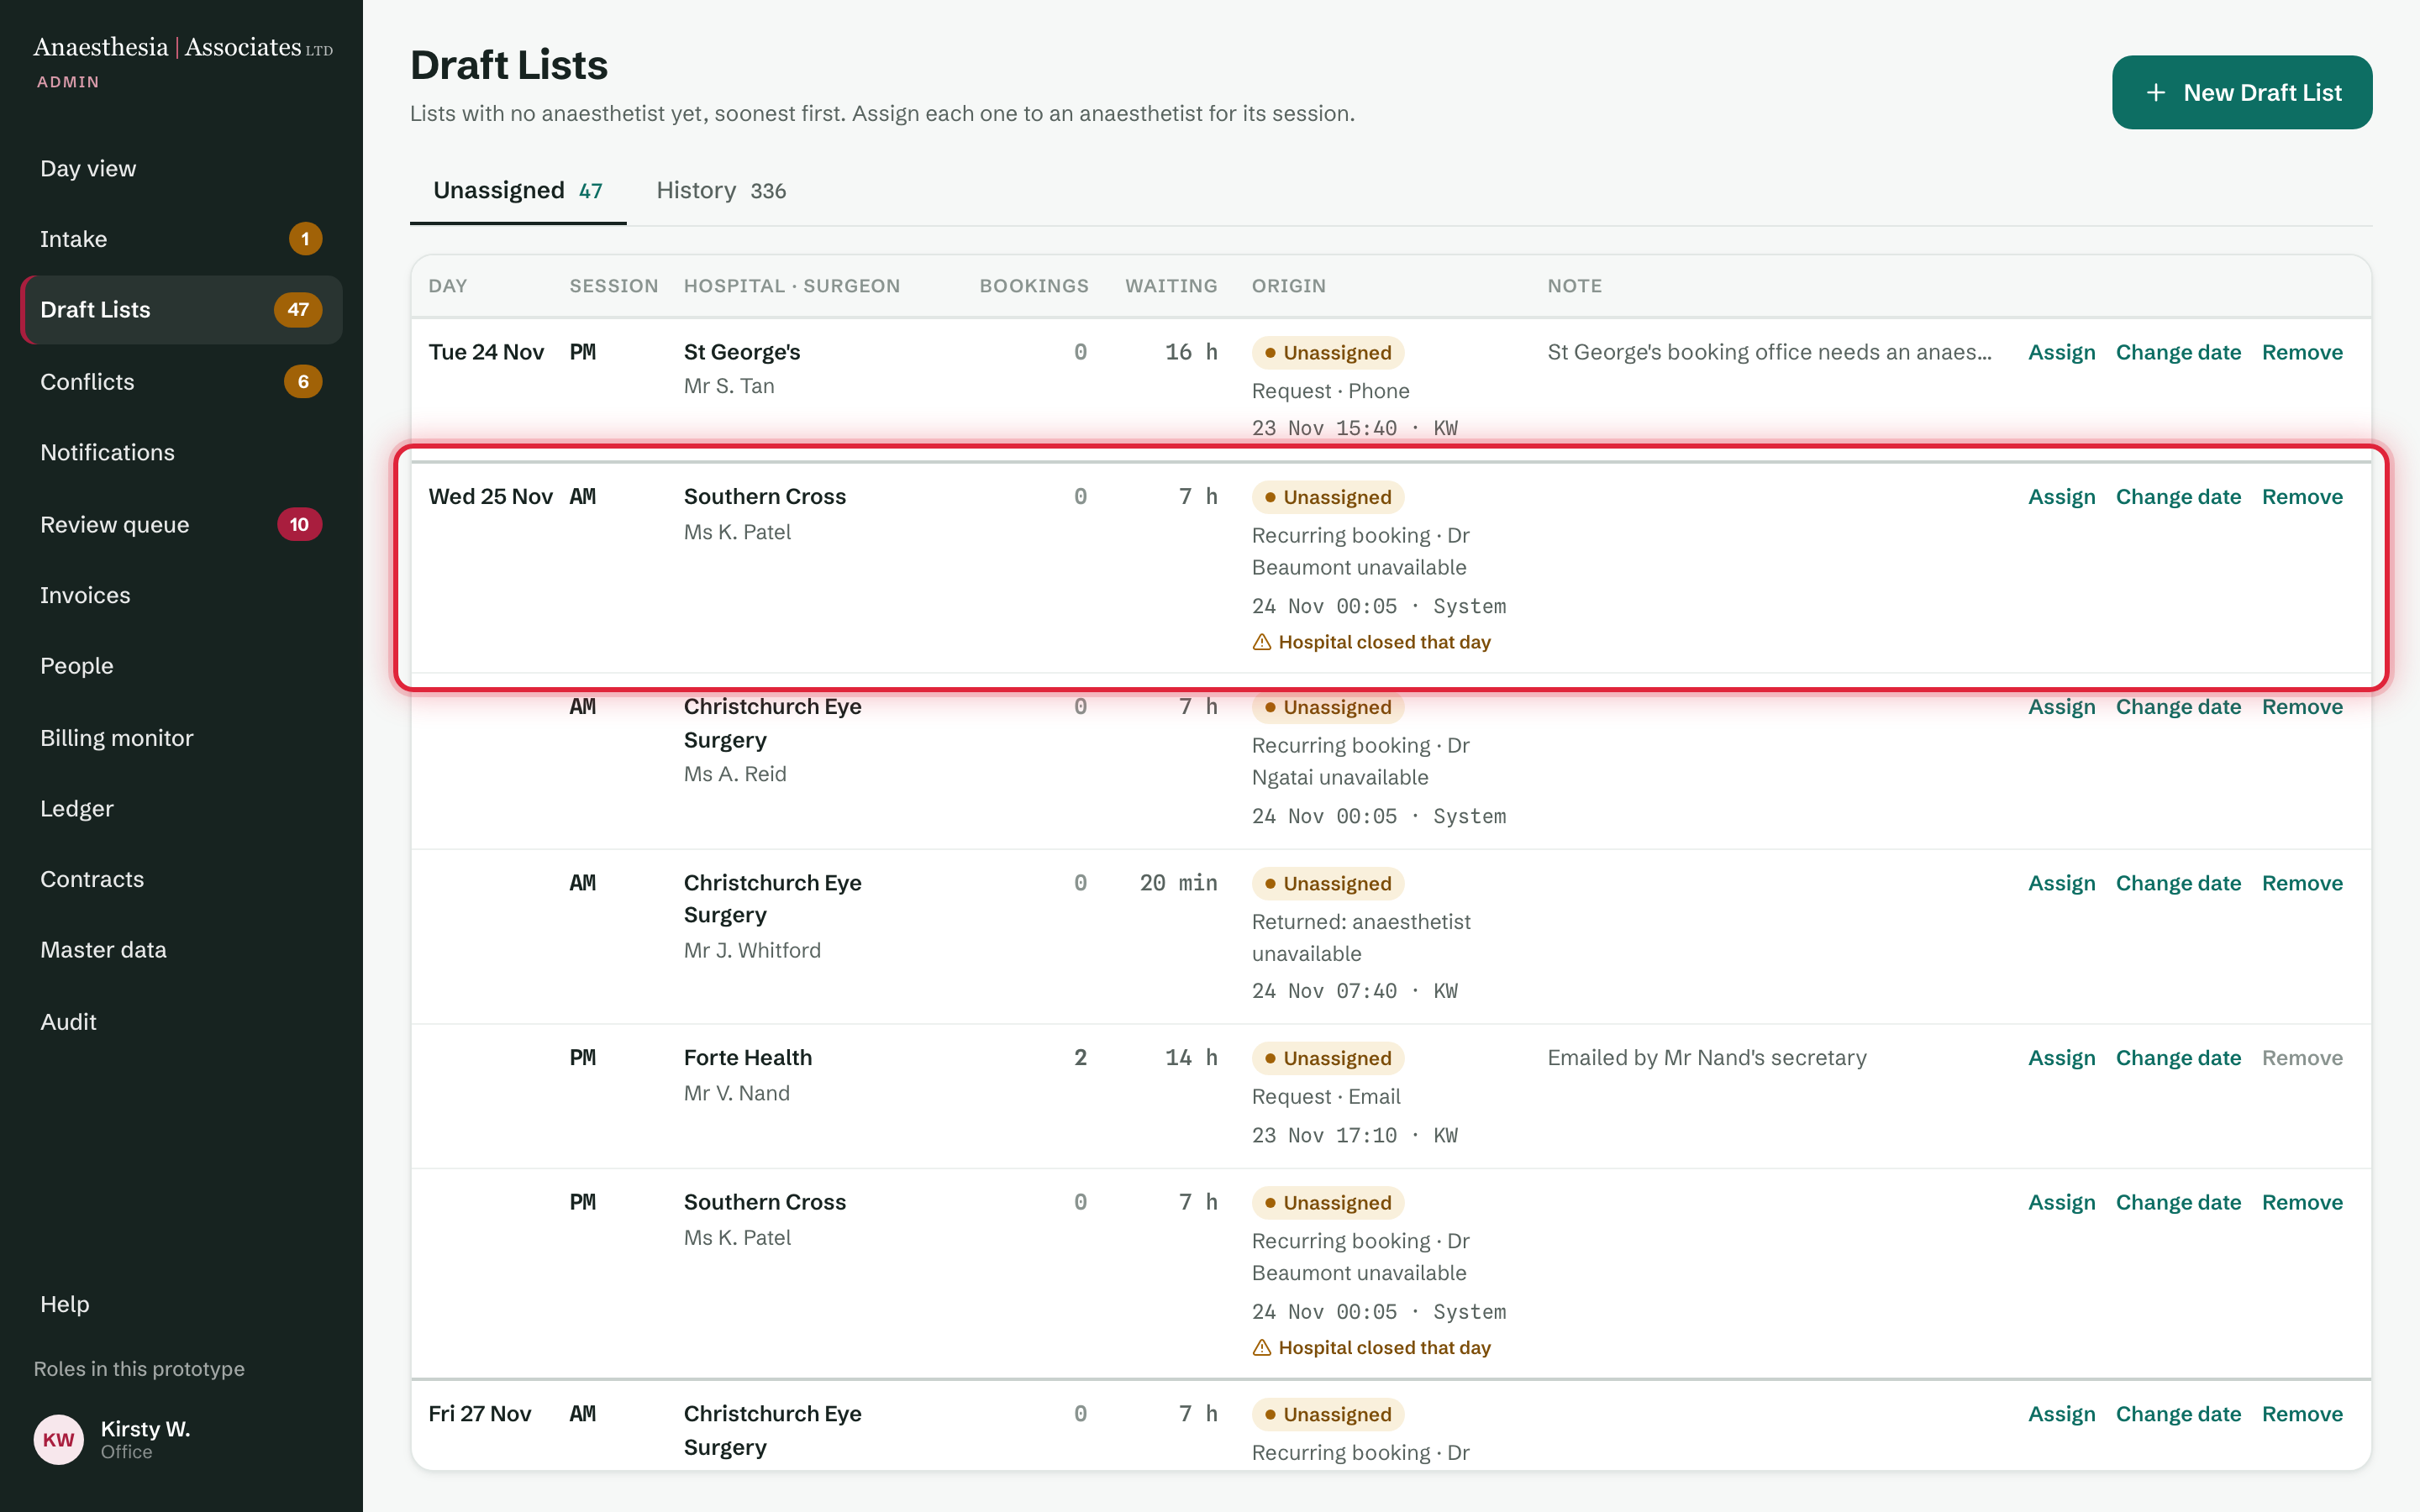 Anaesthesia | Associates LTD
ADMIN
Day view
Intake 1
Draft Lists 47
Conflicts 6
Notifications
Review queue 10
Invoices
People
Billing monitor
Ledger
Contracts
Master data
Audit
Help
Roles in this prototype
KW Kirsty W.
Office
Draft Lists
Lists with no anaesthetist yet, soonest first. Assign each one to an anaesthetist for its session.
+ New Draft List
Unassigned 47 History 336
DAY SESSION HOSPITAL · SURGEON BOOKINGS WAITING ORIGIN NOTE
Tue 24 Nov PM St George's 0 16 h Unassigned St George's booking office needs an anaes... Assign Change date Remove
Mr S. Tan Request · Phone
23 Nov 15:40 · KW
Wed 25 Nov AM Southern Cross 0 7 h Unassigned Assign Change date Remove
Ms K. Patel Recurring booking · Dr
Beaumont unavailable
24 Nov 00:05 · System
Hospital closed that day
AM Christchurch Eye 0 7 h Unassigned Assign Change date Remove
Surgery Recurring booking · Dr
Ms A. Reid Ngatai unavailable
24 Nov 00:05 · System
AM Christchurch Eye 0 20 min Unassigned Assign Change date Remove
Surgery Returned: anaesthetist
Mr J. Whitford unavailable
24 Nov 07:40 · KW
PM Forte Health 2 14 h Unassigned Emailed by Mr Nand's secretary Assign Change date Remove
Mr V. Nand Request · Email
23 Nov 17:10 · KW
PM Southern Cross 0 7 h Unassigned Assign Change date Remove
Ms K. Patel Recurring booking · Dr
Beaumont unavailable
24 Nov 00:05 · System
Hospital closed that day
Fri 27 Nov AM Christchurch Eye 0 7 h Unassigned Assign Change date Remove
Surgery Recurring booking · Dr